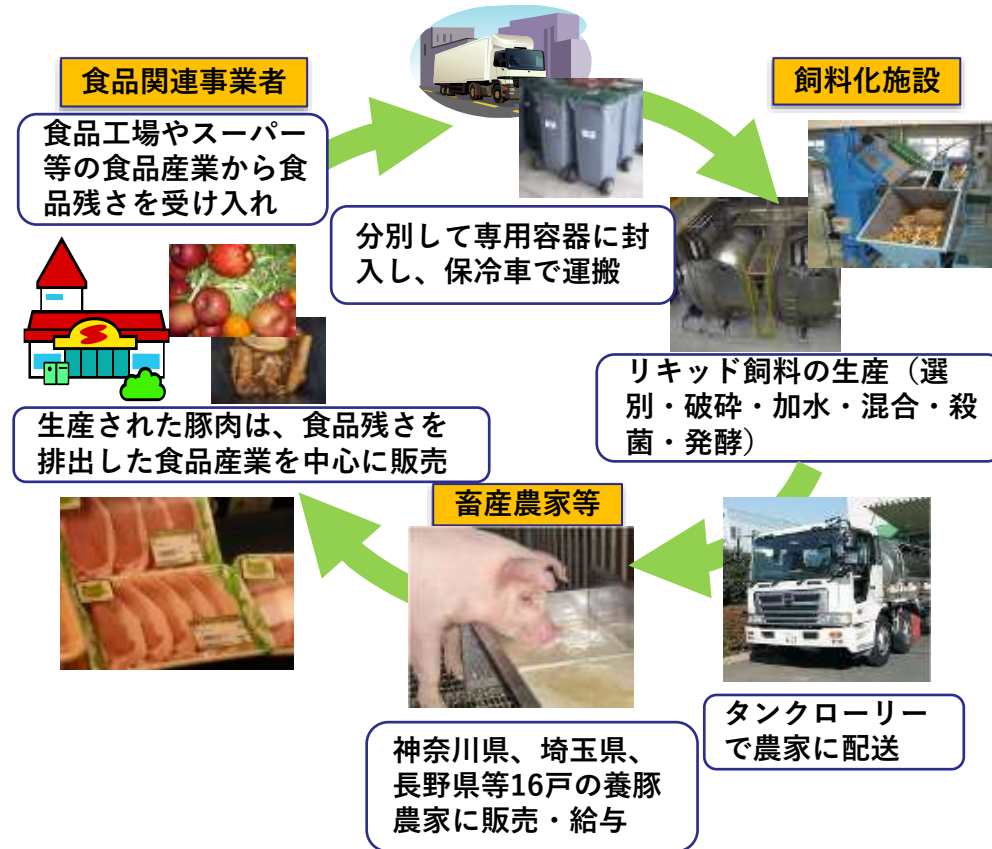 食品関連事業者
食品工場やスーパー
等の食品産業から食
品残さを受け入れ
分別して専用容器に封
入し、保冷車で運搬
飼料化施設
リキッド飼料の生産（選
別・破砕・加水・混合・殺
菌・発酵）
タンクローリー
で農家に配送
畜産農家等
神奈川県、埼玉県、
長野県等16戸の養豚
農家に販売・給与
生産された豚肉は、食品残さを
排出した食品産業を中心に販売